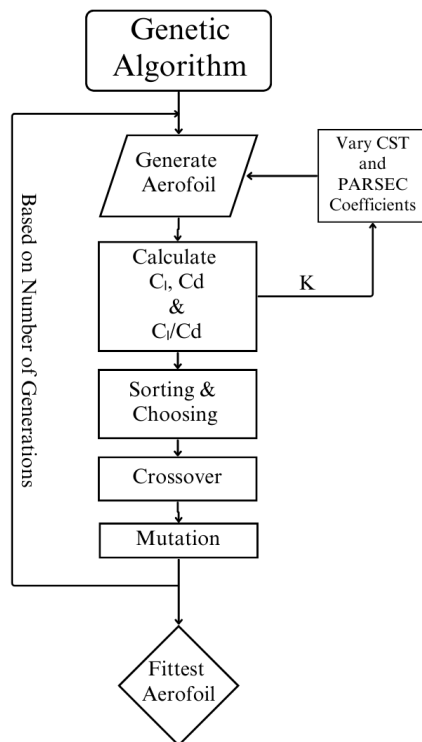 Genetic
Algorithm
Generate
Aerofoil
Vary CST
and
PARSEC
Coefficients
Calculate
Cₗ, Cd
&
Cₗ/Cd
K
Sorting &
Choosing
Crossover
Mutation
Based on Number of Generations
Fittest
Aerofoil